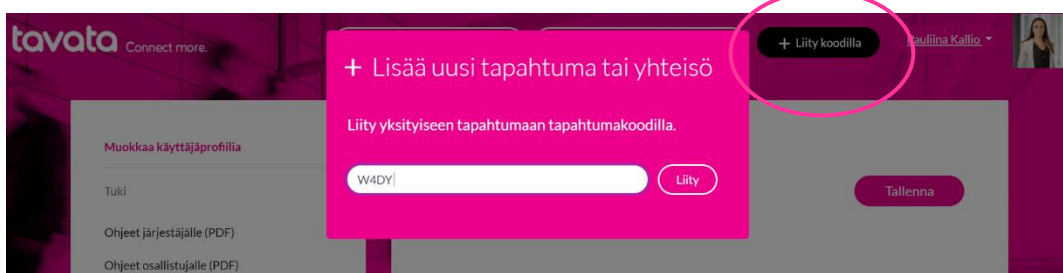 tavata Connect more.
+ Liity koodilla
Pauliina Kallio
+ Lisää uusi tapahtuma tai yhteisö
Liity yksityiseen tapahtumaan tapahtumakoodilla.
W4DY
Liity
Muokkaa käyttäjäprofiilia
Tuki
Tallenna
Ohjeet järjestäjälle (PDF)
Ohjeet osallistujalle (PDF)